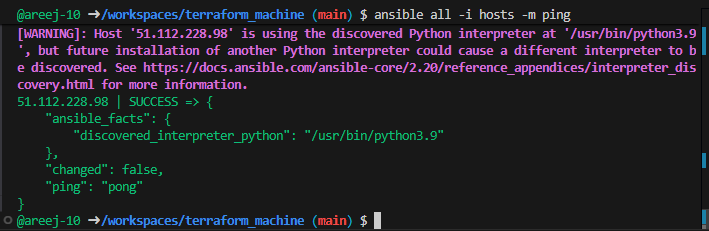 @areej-10 ➜/workspaces/terraform_machine (main) $ ansible all -i hosts -m ping
[WARNING]: Host '51.112.228.98' is using the discovered Python interpreter at '/usr/bin/python3.9
', but future installation of another Python interpreter could cause a different interpreter to b
e discovered. See https://docs.ansible.com/ansible-core/2.20/reference_appendices/interpreter_dis
covery.html for more information.
51.112.228.98 | SUCCESS => {
    "ansible_facts": {
        "discovered_interpreter_python": "/usr/bin/python3.9"
    },
    "changed": false,
    "ping": "pong"
}
@areej-10 ➜/workspaces/terraform_machine (main) $